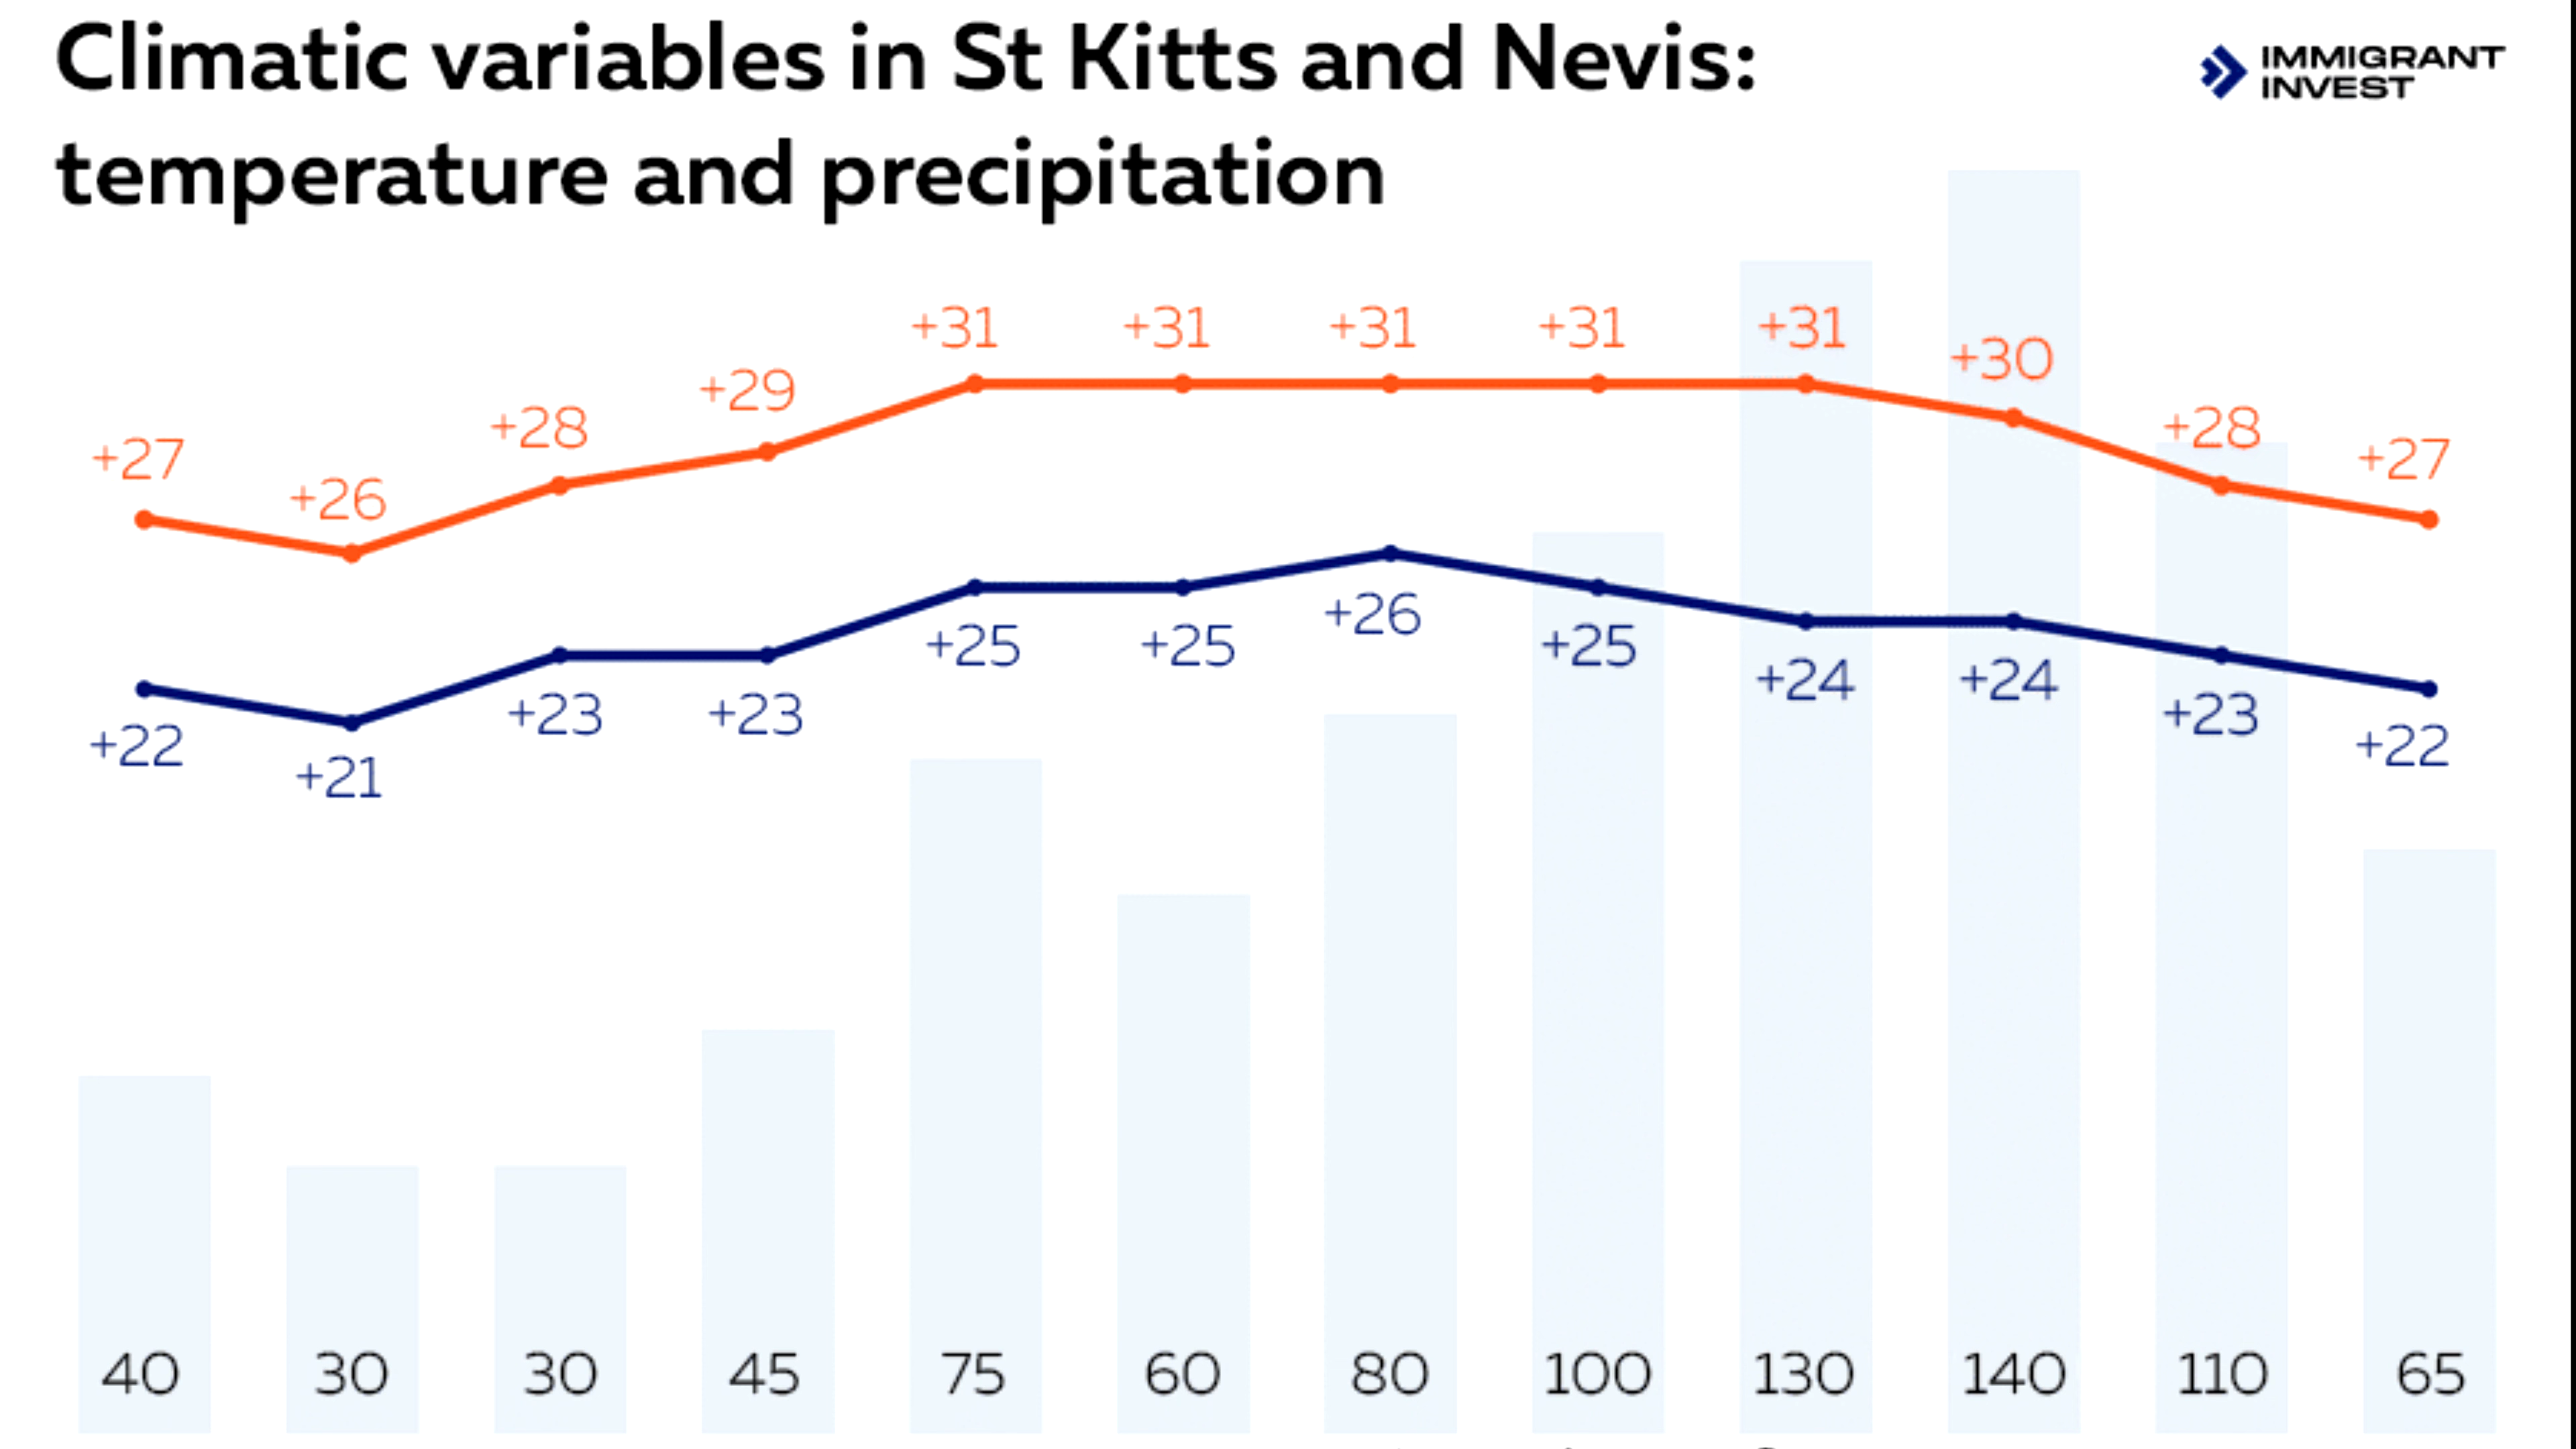 Climatic variables in St Kitts and Nevis:
temperature and precipitation
IMMIGRANT
INVEST
+27 +26 +28 +29 +31 +31 +31 +31 +31 +30 +28 +27
+22 +21 +23 +23 +25 +25 +26 +25 +24 +24 +23 +22
40 30 30 45 75 60 80 100 130 140 110 65